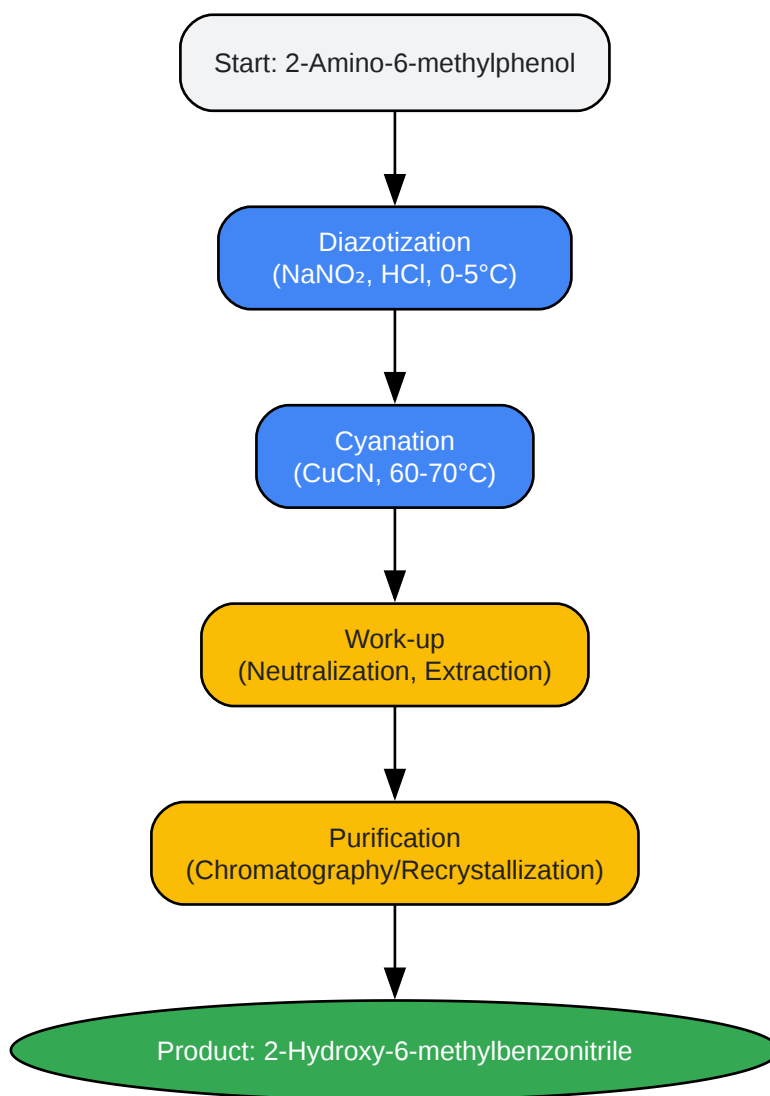 Start: 2-Amino-6-methylphenol
Diazotization
(NaNO₂, HCl, 0-5°C)
Cyanation
(CuCN, 60-70°C)
Work-up
(Neutralization, Extraction)
Purification
(Chromatography/Recrystallization)
Product: 2-Hydroxy-6-methylbenzonitrile